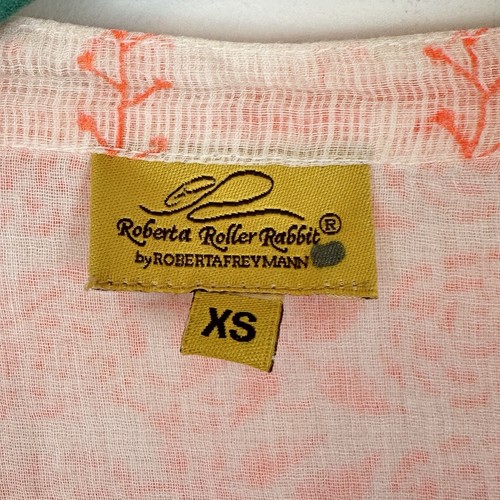 Roberta Roller Rabbit®
by ROBERTAFREYMANN
XS